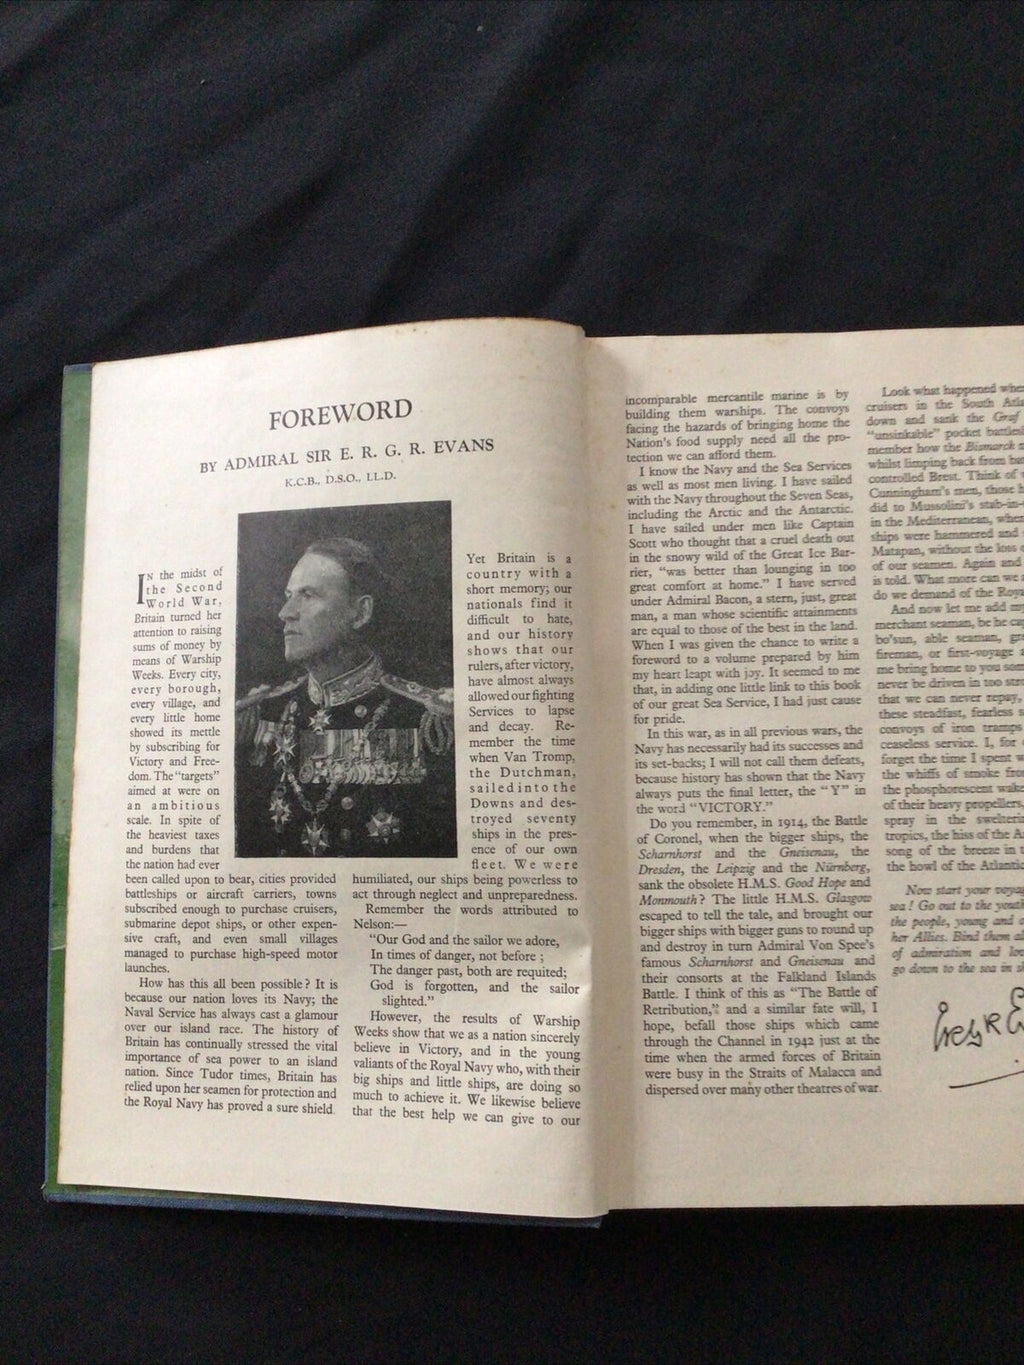 FOREWORD
BY ADMIRAL SIR E. R. G. R. EVANS
K.C.B., D.S.O., LL.D.
IN the midst of
the Second
World War,
Britain turned her
attention to raising
sums of money by
means of Warship
Weeks. Every city,
every borough,
every village, and
every little home
showed its mettle
by subscribing for
Victory and Free-
dom. The "targets"
aimed at were on
an ambitious
scale. In spite of
the heaviest taxes
and burdens that
the nation had ever
been called upon to bear, cities provided
battleships or aircraft carriers, towns
subscribed enough to purchase cruisers,
submarine depot ships, or other expen-
sive craft, and even small villages
managed to purchase high-speed motor
launches.
How has this all been possible? It is
because our nation loves its Navy; the
Naval Service has always cast a glamour
over our island race. The history of
Britain has continually stressed the vital
importance of sea power to an island
nation. Since Tudor times, Britain has
relied upon her seamen for protection and
the Royal Navy has proved a sure shield.
Yet Britain is a
country with a
short memory; our
nationals find it
difficult to hate,
and our history
shows that our
rulers, after victory,
have almost always
allowed our fighting
Services to lapse
and decay. Re-
member the time
when Van Tromp,
the Dutchman,
sailed into the
Downs and des-
troyed seventy
ships in the pres-
ence of our own
fleet. We were
humiliated, our ships being powerless to
act through neglect and unpreparedness.
Remember the words attributed to
Nelson:—
"Our God and the sailor we adore,
In times of danger, not before ;
The danger past, both are requited;
God is forgotten, and the sailor
slighted."
However, the results of Warship
Weeks show that we as a nation sincerely
believe in Victory, and in the young
valiants of the Royal Navy who, with their
big ships and little ships, are doing so
much to achieve it. We likewise believe
that the best help we can give to our
incomparable mercantile marine is by
building them warships. The convoys
facing the hazards of bringing home the
Nation's food supply need all the pro-
tection we can afford them.
I know the Navy and the Sea Services
as well as most men living. I have sailed
with the Navy throughout the Seven Seas,
including the Arctic and the Antarctic.
I have sailed under men like Captain
Scott who thought that a cruel death out
in the snowy wild of the Great Ice Bar-
rier, "was better than lounging in too
great comfort at home." I have served
under Admiral Bacon, a stern, just, great
man, a man whose scientific attainments
are equal to those of the best in the land.
When I was given the chance to write a
foreword to a volume prepared by him
my heart leapt with joy. It seemed to me
that, in adding one little link to this book
of our great Sea Service, I had just cause
for pride.
In this war, as in all previous wars, the
Navy has necessarily had its successes and
its set-backs; I will not call them defeats,
because history has shown that the Navy
always puts the final letter, the "Y" in
the word "VICTORY."
Do you remember, in 1914, the Battle
of Coronel, when the bigger ships, the
Scharnhorst and the Gneisenau, the
Dresden, the Leipzig and the Nürnberg,
sank the obsolete H.M.S. Good Hope and
Monmouth? The little H.M.S. Glasgow
escaped to tell the tale, and brought our
bigger ships with bigger guns to round up
and destroy in turn Admiral Von Spee's
famous Scharnhorst and Gneisenau and
their consorts at the Falkland Islands
Battle. I think of this as "The Battle of
Retribution," and a similar fate will, I
hope, befall those ships which came
through the Channel in 1942 just at the
time when the armed forces of Britain
were busy in the Straits of Malacca and
dispersed over many other theatres of war.
Look what happened when
cruisers in the South
down and sank the Graf
"unsinkable" pocket
member how the Bismarck
whilst limping back from
controlled Brest. Think of
Cunningham's men, those
did to Mussolini's stab-in-
in the Mediterranean, when
ships were hammered and
Matapan, without the loss
of our seamen. Again and
is told. What more can we
do we demand of the
And now let me add my
merchant seaman, be he
bo'sun, able seaman,
fireman, or first-voyage
me bring home to you
never be driven in too
that we can never repay,
these steadfast, fearless
convoys of iron tramps
ceaseless service. I, for
forget the time I spent
the whiffs of smoke from
the phosphorescent
of their heavy propellers,
spray in the
tropics, the hiss of the
song of the breeze in
the howl of the Atlantic
Now start your
sea! Go out to the
the people, young and
her Allies. Bind them
of admiration and
go down to the sea in